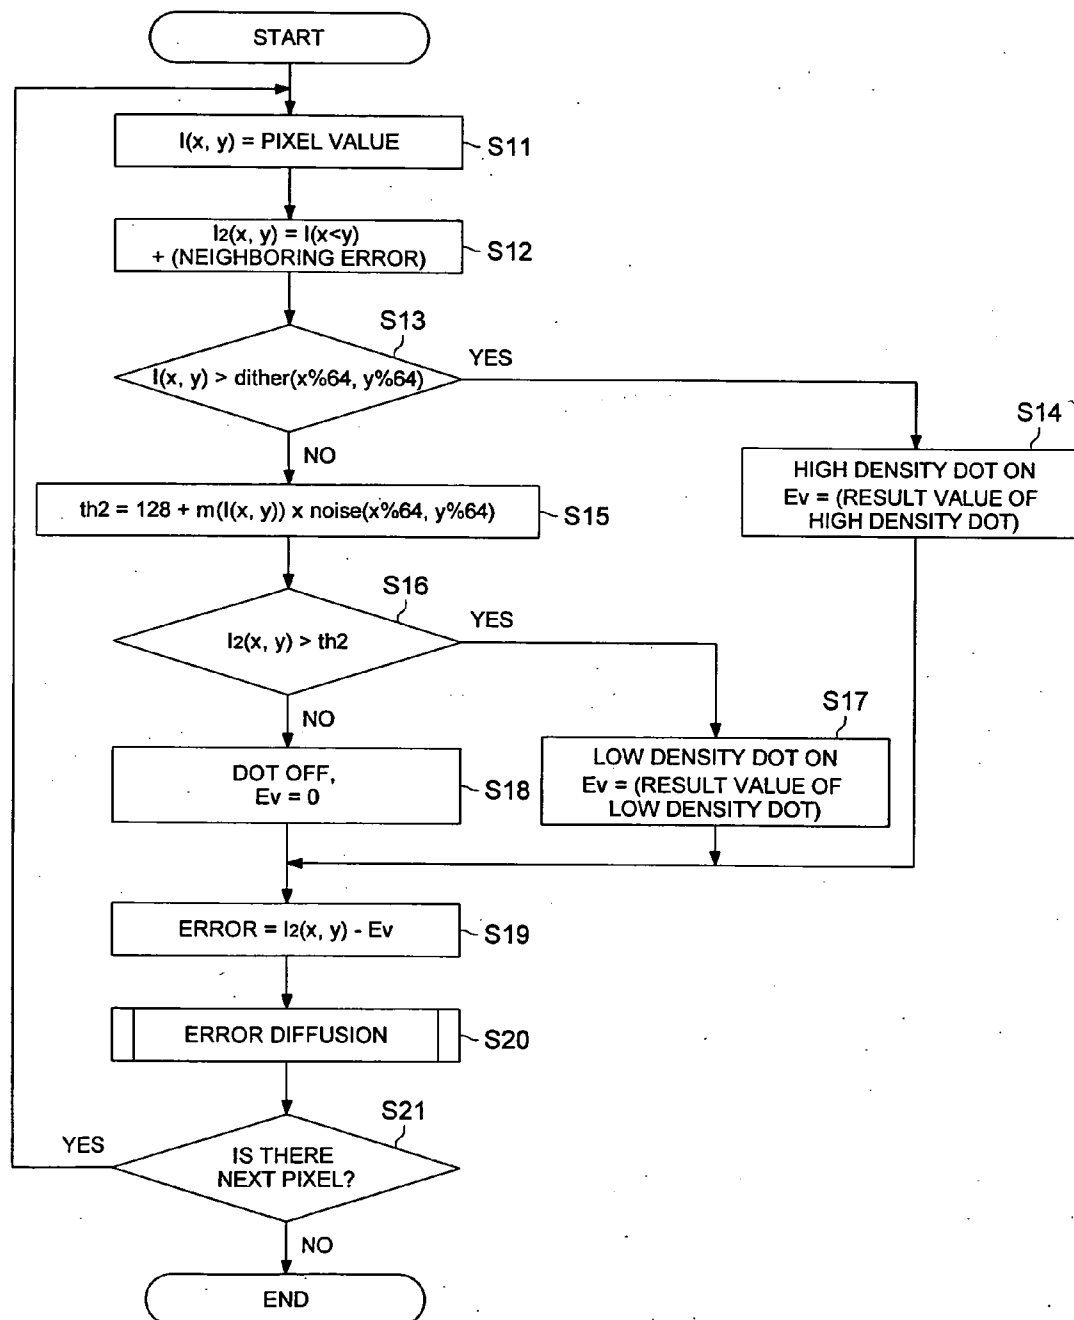 START
I(x, y) = PIXEL VALUE
S11
I2(x, y) = I(x<y)
+ (NEIGHBORING ERROR)
S12
S13
I(x, y) > dither(x%64, y%64)
YES
NO
S14
HIGH DENSITY DOT ON
Ev = (RESULT VALUE OF
HIGH DENSITY DOT)
th2 = 128 + m(I(x, y)) x noise(x%64, y%64)
S15
S16
I2(x, y) > th2
YES
NO
S17
LOW DENSITY DOT ON
Ev = (RESULT VALUE OF
LOW DENSITY DOT)
DOT OFF,
Ev = 0
S18
ERROR = I2(x, y) - Ev
S19
ERROR DIFFUSION
S20
S21
YES
IS THERE
NEXT PIXEL?
NO
END